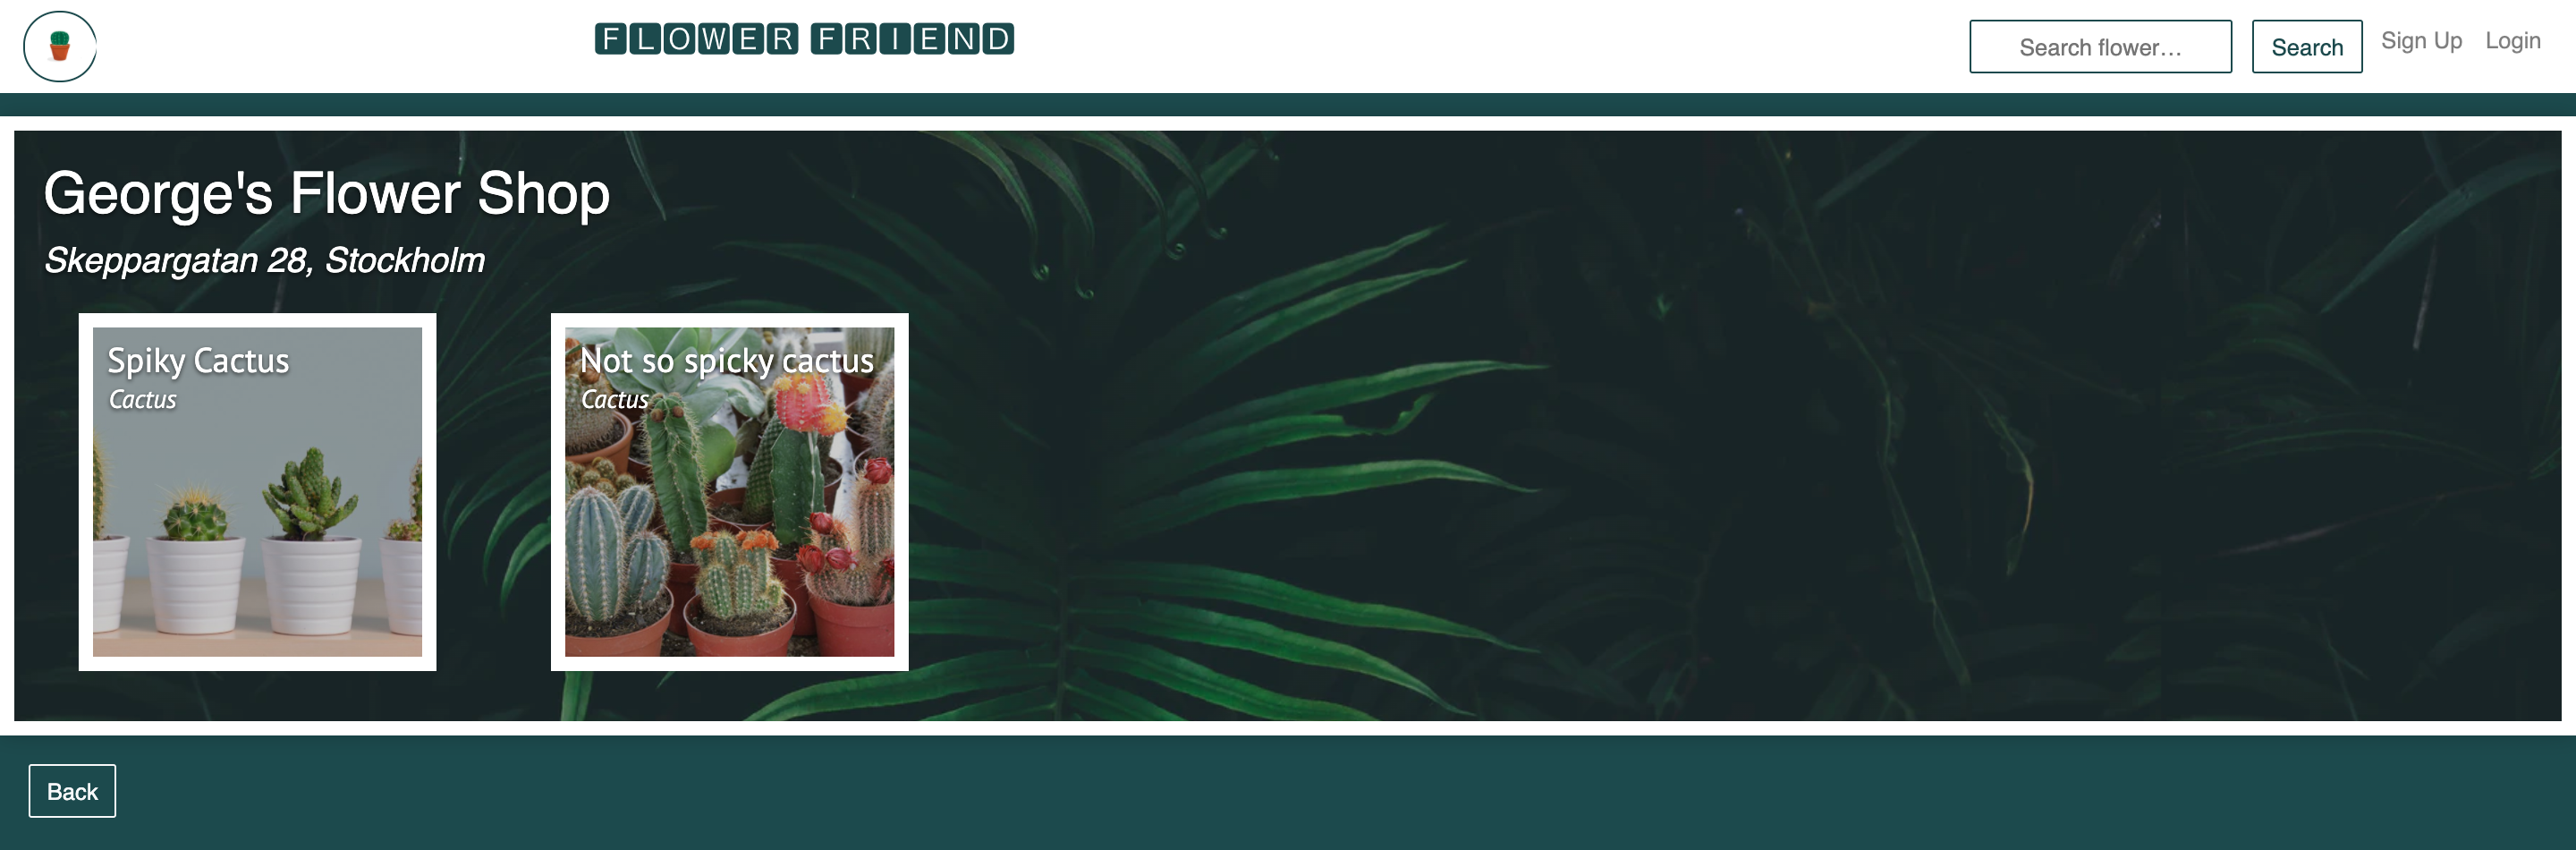 FLOWER FRIEND
Search flower...
Search
Sign Up
Login
George's Flower Shop
Skeppargatan 28, Stockholm
Spiky Cactus
Cactus
Not so spicky cactus
Cactus
Back